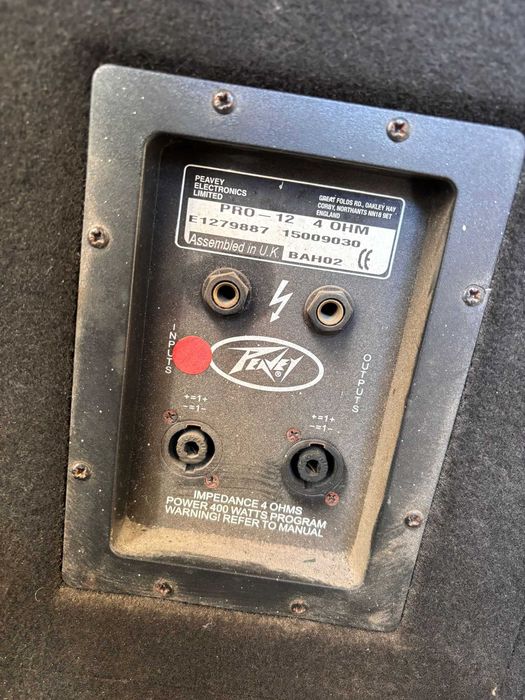 PEAVEY
ELECTRONICS
LIMITED
GREAT FOLDS RD., OAKLEY HAY
CORBY, NORTHANTS NN18 9ET
ENGLAND
PRO-12 4 OHM
E1279887 15009030
Assembled in U.K. BAH02 CE
INPUTS
PEAVEY
®
OUTPUTS
+=1+
-=1-
+=1+
-=1-
IMPEDANCE 4 OHMS
POWER 400 WATTS PROGRAM
WARNING! REFER TO MANUAL